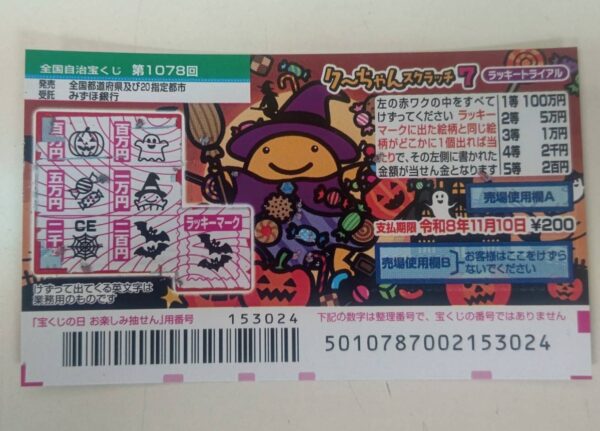 全国自治宝くじ 第1078回
発売 全国都道府県及び20指定都市
受託 みずほ銀行
クーちゃんスクラッチ7 ラッキートライアル
左の赤ワクの中をすべて
けずってください ラッキー
マークに出た絵柄と同じ絵
柄がどこかに1個出れば当
たりで、その左側に書かれた
金額が当せん金となります
1等 100万円
2等 5万円
3等 1万円
4等 2千円
5等 2百円
百万円
五万円 一万円
二千円 CE 二百円
ラッキーマーク
売場使用欄A
支払期限 令和8年11月10日 ¥200
売場使用欄B お客様はここをけずら
ないでください
けずって出てくる英文字は
業務用のものです
「宝くじの日 お楽しみ抽せん」用番号 153024
下記の数字は整理番号で、宝くじの番号ではありません
5010787002153024